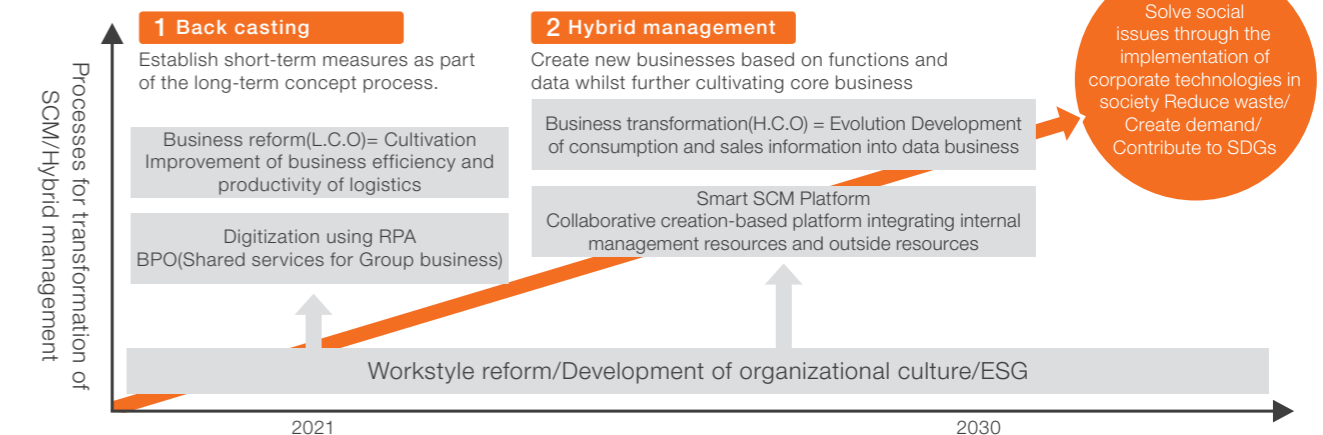 1 Back casting
Establish short-term measures as part
of the long-term concept process.
Business reform(L.C.O)= Cultivation
Improvement of business efficiency and
productivity of logistics
Digitization using RPA
BPO(Shared services for Group business)
2 Hybrid management
Create new businesses based on functions and
data whilst further cultivating core business
Business transformation(H.C.O) = Evolution Development
of consumption and sales information into data business
Smart SCM Platform
Collaborative creation-based platform integrating internal
management resources and outside resources
Solve social
issues through the
implementation of
corporate technologies in
society Reduce waste/
Create demand/
Contribute to SDGs
Processes for transformation of
SCM/Hybrid management
Workstyle reform/Development of organizational culture/ESG
2021
2030